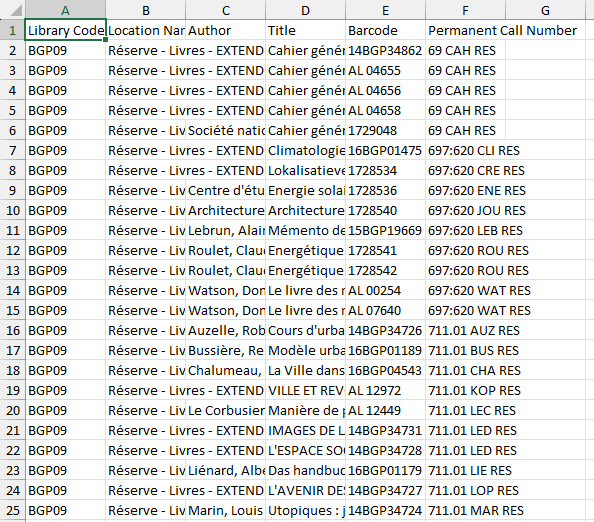 A B C D E F G
1 Library Code Location Nar Author Title Barcode Permanent Call Number
2 BGP09 Réserve - Livres - EXTEND Cahier génér 14BGP34862 69 CAH RES
3 BGP09 Réserve - Livres - EXTEND Cahier génér AL 04655 69 CAH RES
4 BGP09 Réserve - Livres - EXTEND Cahier génér AL 04656 69 CAH RES
5 BGP09 Réserve - Livres - EXTEND Cahier génér AL 04658 69 CAH RES
6 BGP09 Réserve - Liv Société natio Cahier génér 1729048 69 CAH RES
7 BGP09 Réserve - Livres - EXTEND Climatologie 16BGP01475 697:620 CLI RES
8 BGP09 Réserve - Livres - EXTEND Lokalisatieve 1728534 697:620 CRE RES
9 BGP09 Réserve - Liv Centre d'étu Energie solai 1728536 697:620 ENE RES
10 BGP09 Réserve - Liv Architecture Architecture 1728540 697:620 JOU RES
11 BGP09 Réserve - Liv Lebrun, Alai Mémento de 15BGP19669 697:620 LEB RES
12 BGP09 Réserve - Liv Roulet, Clau Energétique 1728541 697:620 ROU RES
13 BGP09 Réserve - Liv Roulet, Clau Energétique 1728542 697:620 ROU RES
14 BGP09 Réserve - Liv Watson, Don Le livre des m AL 00254 697:620 WAT RES
15 BGP09 Réserve - Liv Watson, Don Le livre des m AL 07640 697:620 WAT RES
16 BGP09 Réserve - Liv Auzelle, Rob Cours d'urba 14BGP34726 711.01 AUZ RES
17 BGP09 Réserve - Liv Bussière, Re Modèle urba 16BGP01189 711.01 BUS RES
18 BGP09 Réserve - Liv Chalumeau, La Ville dans 16BGP04543 711.01 CHA RES
19 BGP09 Réserve - Livres - EXTEND VILLE ET REV AL 12972 711.01 KOP RES
20 BGP09 Réserve - Liv Le Corbusier Manière de p AL 12449 711.01 LEC RES
21 BGP09 Réserve - Livres - EXTEND IMAGES DE L 14BGP34731 711.01 LED RES
22 BGP09 Réserve - Livres - EXTEND L'ESPACE SO 14BGP34728 711.01 LED RES
23 BGP09 Réserve - Liv Liénard, Albe Das handbuc 16BGP01179 711.01 LIE RES
24 BGP09 Réserve - Livres - EXTEND L'AVENIR DE 14BGP34727 711.01 LOP RES
25 BGP09 Réserve - Liv Marin, Louis Utopiques : j 14BGP34724 711.01 MAR RES